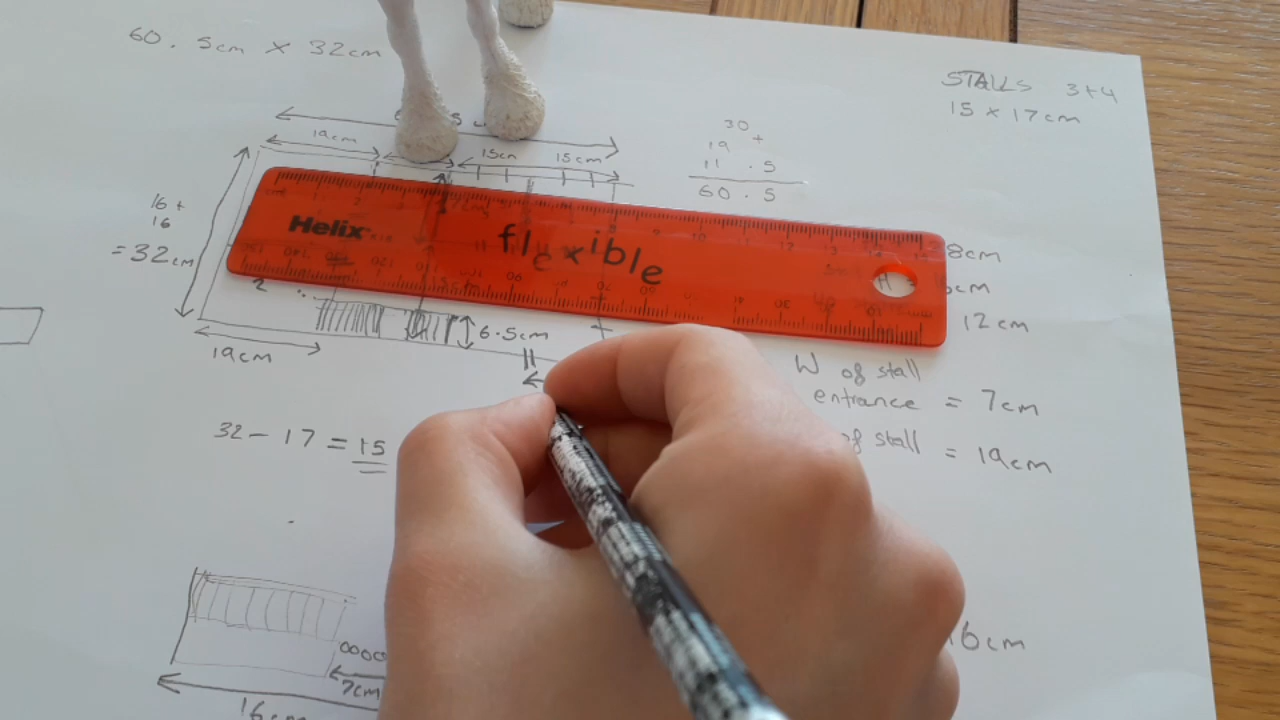 60.5cm x 32cm
STALLS 3+4
15 x 17cm
19cm
15cm
15cm
30
+
19
11.5
60.5
16 +
16
= 32cm
Helix
flexible
8cm
12cm
6.5cm
19cm
W of stall
entrance = 7cm
of stall = 19cm
32 - 17 = 15
6cm
7cm
16cm